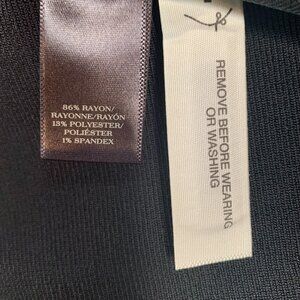 86% RAYON/
RAYONNE/RAYÓN
13% POLYESTER/
POLIÉSTER
1% SPANDEX
REMOVE BEFORE WEARING
OR WASHING